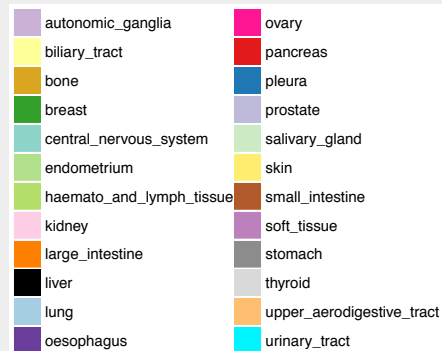 autonomic_ganglia
biliary_tract
bone
breast
central_nervous_system
endometrium
haemato_and_lymph_tissue
kidney
large_intestine
liver
lung
oesophagus
ovary
pancreas
pleura
prostate
salivary_gland
skin
small_intestine
soft_tissue
stomach
thyroid
upper_aerodigestive_tract
urinary_tract